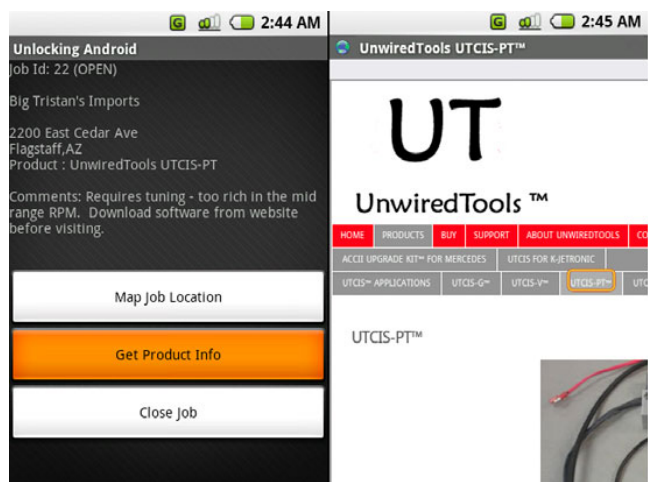 2:44 AM
Unlocking Android
Job Id: 22 (OPEN)
Big Tristan's Imports
2200 East Cedar Ave
Flagstaff,AZ
Product : UnwiredTools UTCIS-PT
Comments: Requires tuning - too rich in the mid
range RPM. Download software from website
before visiting.
Map Job Location
Get Product Info
Close Job
2:45 AM
UnwiredTools UTCIS-PT™
UT
UnwiredTools ™
HOME PRODUCTS BUY SUPPORT ABOUT UNWIREDTOOLS CO
ACCII UPGRADE KIT™ FOR MERCEDES UTCIS FOR K-JETRONIC
UTCIS™ APPLICATIONS UTCIS-G™ UTCIS-V™ UTCIS-PT™ UTC
UTCIS-PT™